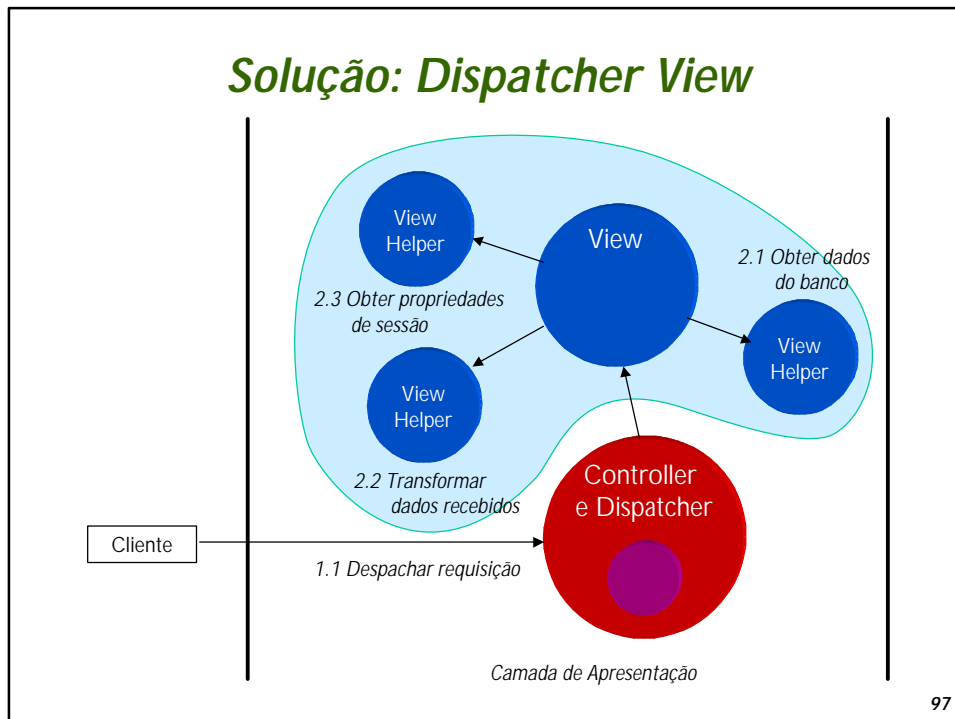 Solução: Dispatcher View
View
Helper
View
2.1 Obter dados
do banco
2.3 Obter propriedades
de sessão
View
Helper
View
Helper
2.2 Transformar
dados recebidos
Controller
e Dispatcher
Cliente
1.1 Despachar requisição
Camada de Apresentação
97